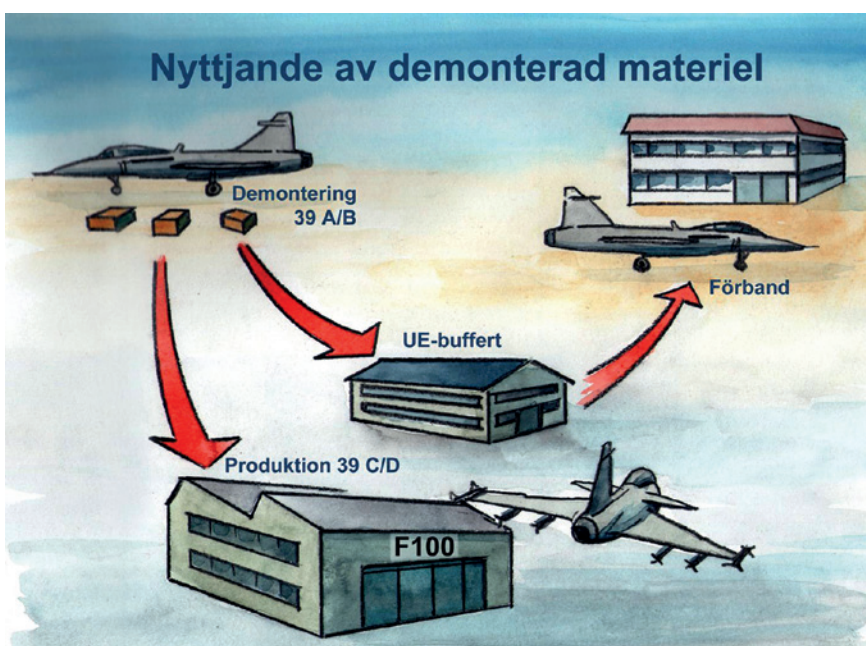 Nyttjande av demonterad materiel
Demontering
39 A/B
Förband
UE-buffert
Produktion 39 C/D
F100